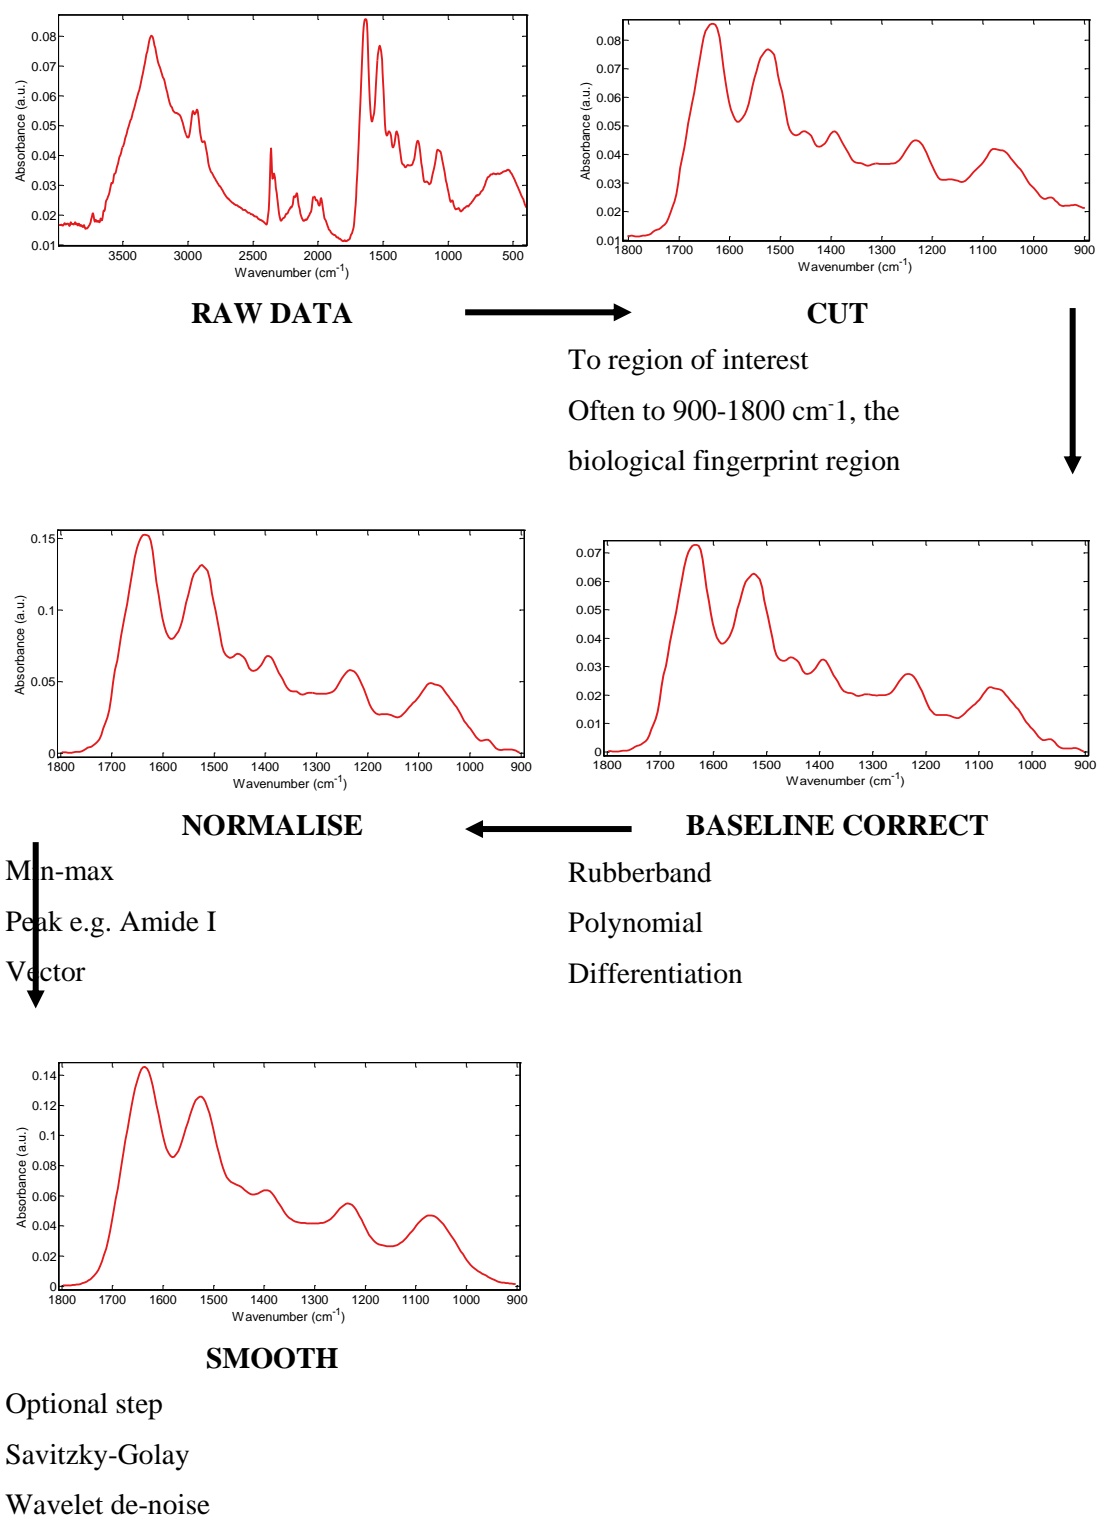 0.08
0.07
0.06
0.05
0.04
0.03
0.02
0.01
Absorbance (a.u.)
3500 3000 2500 2000 1500 1000 500
Wavenumber (cm-1)
RAW DATA
0.08
0.07
0.06
0.05
0.04
0.03
0.02
0.01
Absorbance (a.u.)
1800 1700 1600 1500 1400 1300 1200 1100 1000 900
Wavenumber (cm-1)
CUT
To region of interest
Often to 900-1800 cm-1, the
biological fingerprint region
0.15
0.1
0.05
0
Absorbance (a.u.)
1800 1700 1600 1500 1400 1300 1200 1100 1000 900
Wavenumber (cm-1)
NORMALISE
Min-max
Peak e.g. Amide I
Vector
0.07
0.06
0.05
0.04
0.03
0.02
0.01
0
Absorbance (a.u.)
1800 1700 1600 1500 1400 1300 1200 1100 1000 900
Wavenumber (cm-1)
BASELINE CORRECT
Rubberband
Polynomial
Differentiation
0.14
0.12
0.1
0.08
0.06
0.04
0.02
0
Absorbance (a.u.)
1800 1700 1600 1500 1400 1300 1200 1100 1000 900
Wavenumber (cm-1)
SMOOTH
Optional step
Savitzky-Golay
Wavelet de-noise